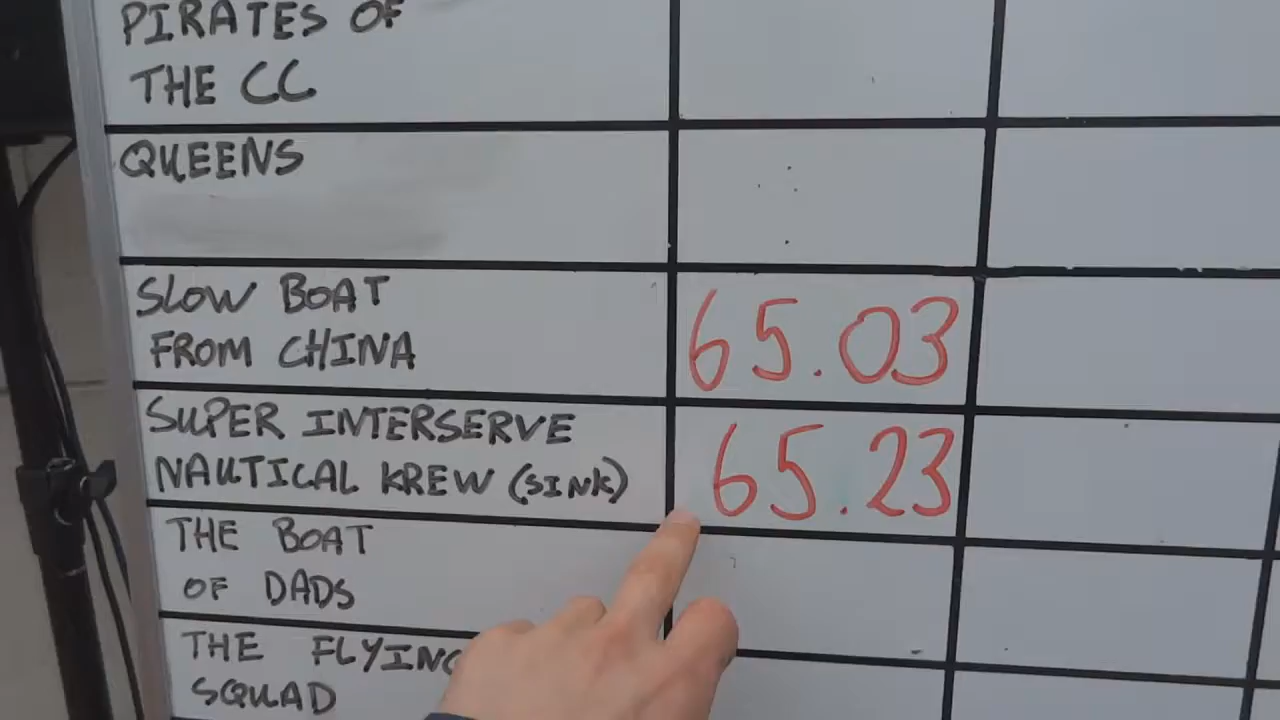 PIRATES OF
THE CC
QUEENS
SLOW BOAT
FROM CHINA
65.03
SUPER INTERSERVE
NAUTICAL KREW (SINK)
65.23
THE BOAT
OF DADS
THE FLYING
SQUAD